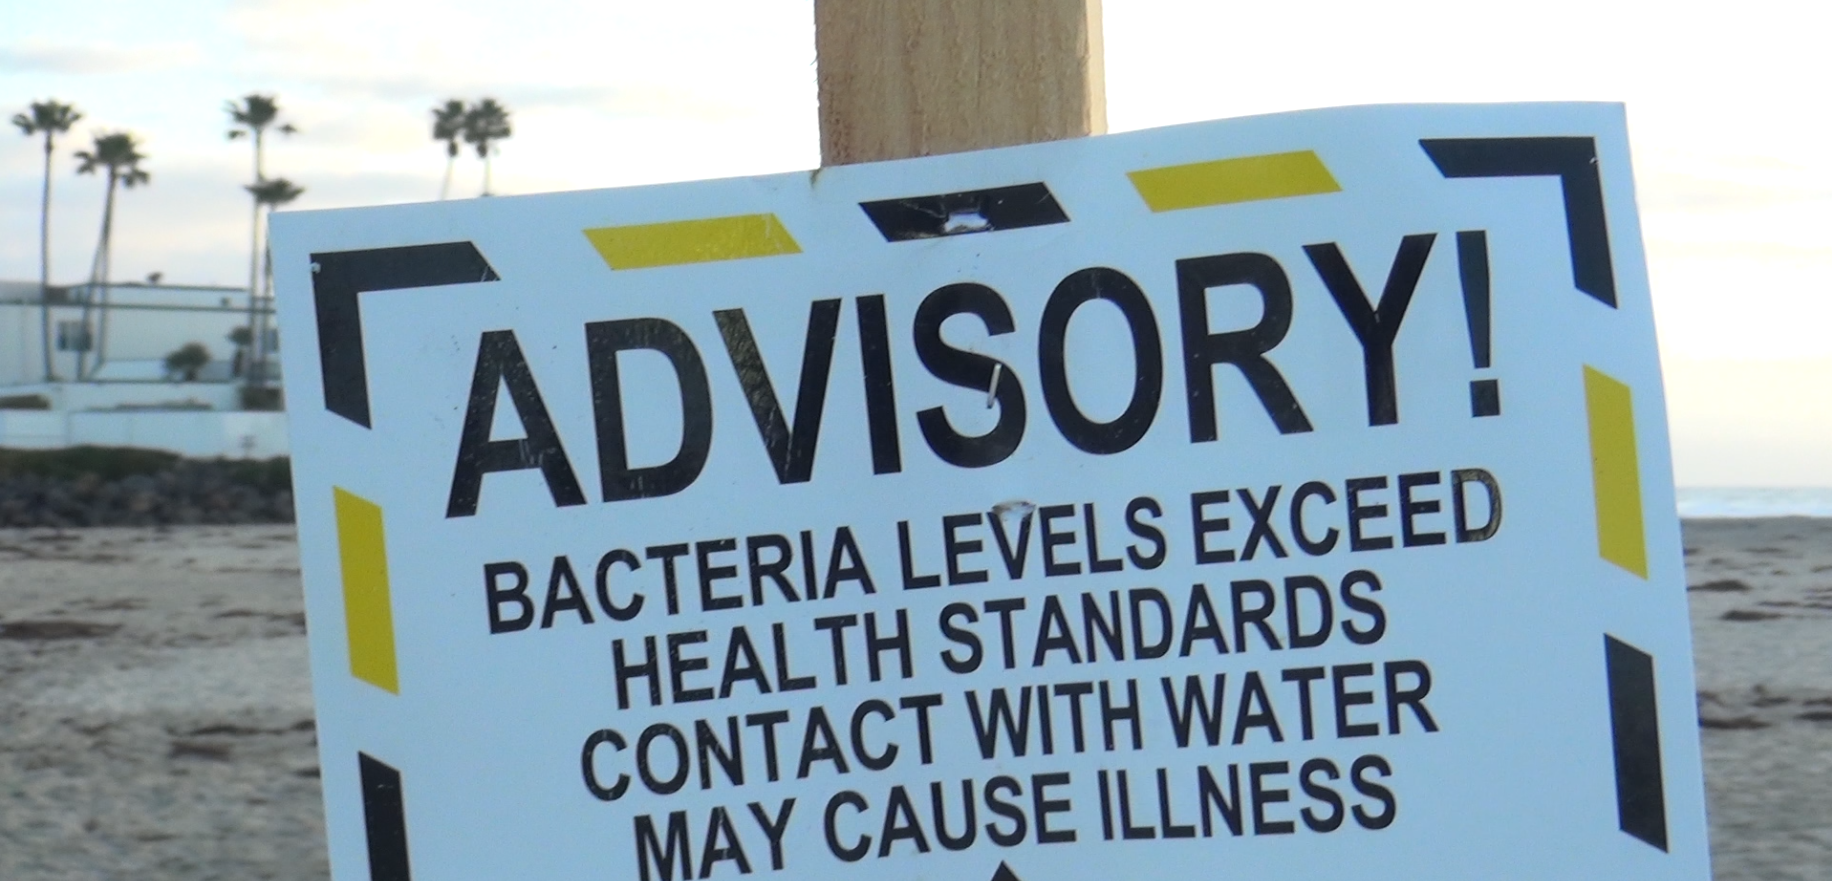 ADVISORY!
BACTERIA LEVELS EXCEED
HEALTH STANDARDS
CONTACT WITH WATER
MAY CAUSE ILLNESS